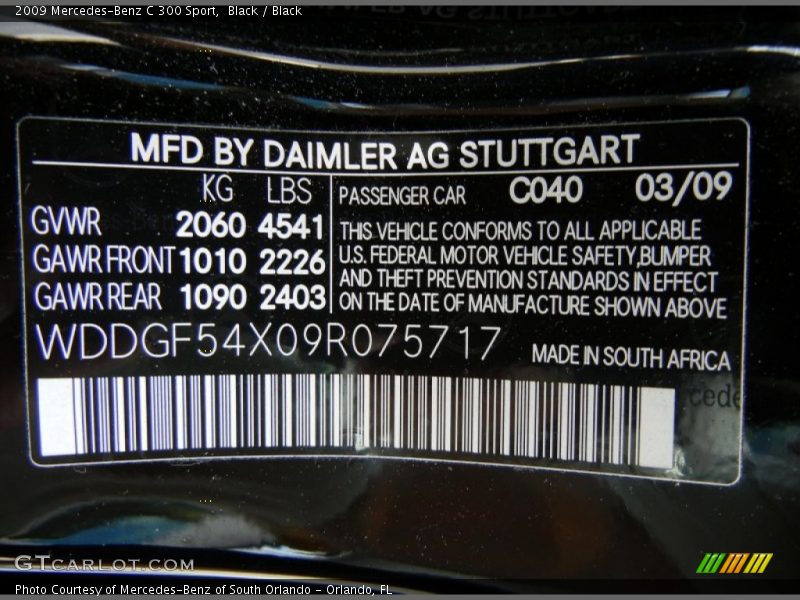 2009 Mercedes-Benz C 300 Sport, Black / Black
MFD BY DAIMLER AG STUTTGART
KG LBS PASSENGER CAR C040 03/09
GVWR 2060 4541
GAWR FRONT 1010 2226
GAWR REAR 1090 2403
THIS VEHICLE CONFORMS TO ALL APPLICABLE
U.S. FEDERAL MOTOR VEHICLE SAFETY,BUMPER
AND THEFT PREVENTION STANDARDS IN EFFECT
ON THE DATE OF MANUFACTURE SHOWN ABOVE
WDDGF54X09R075717
MADE IN SOUTH AFRICA
GTCARLOT.COM
Photo Courtesy of Mercedes-Benz of South Orlando - Orlando, FL